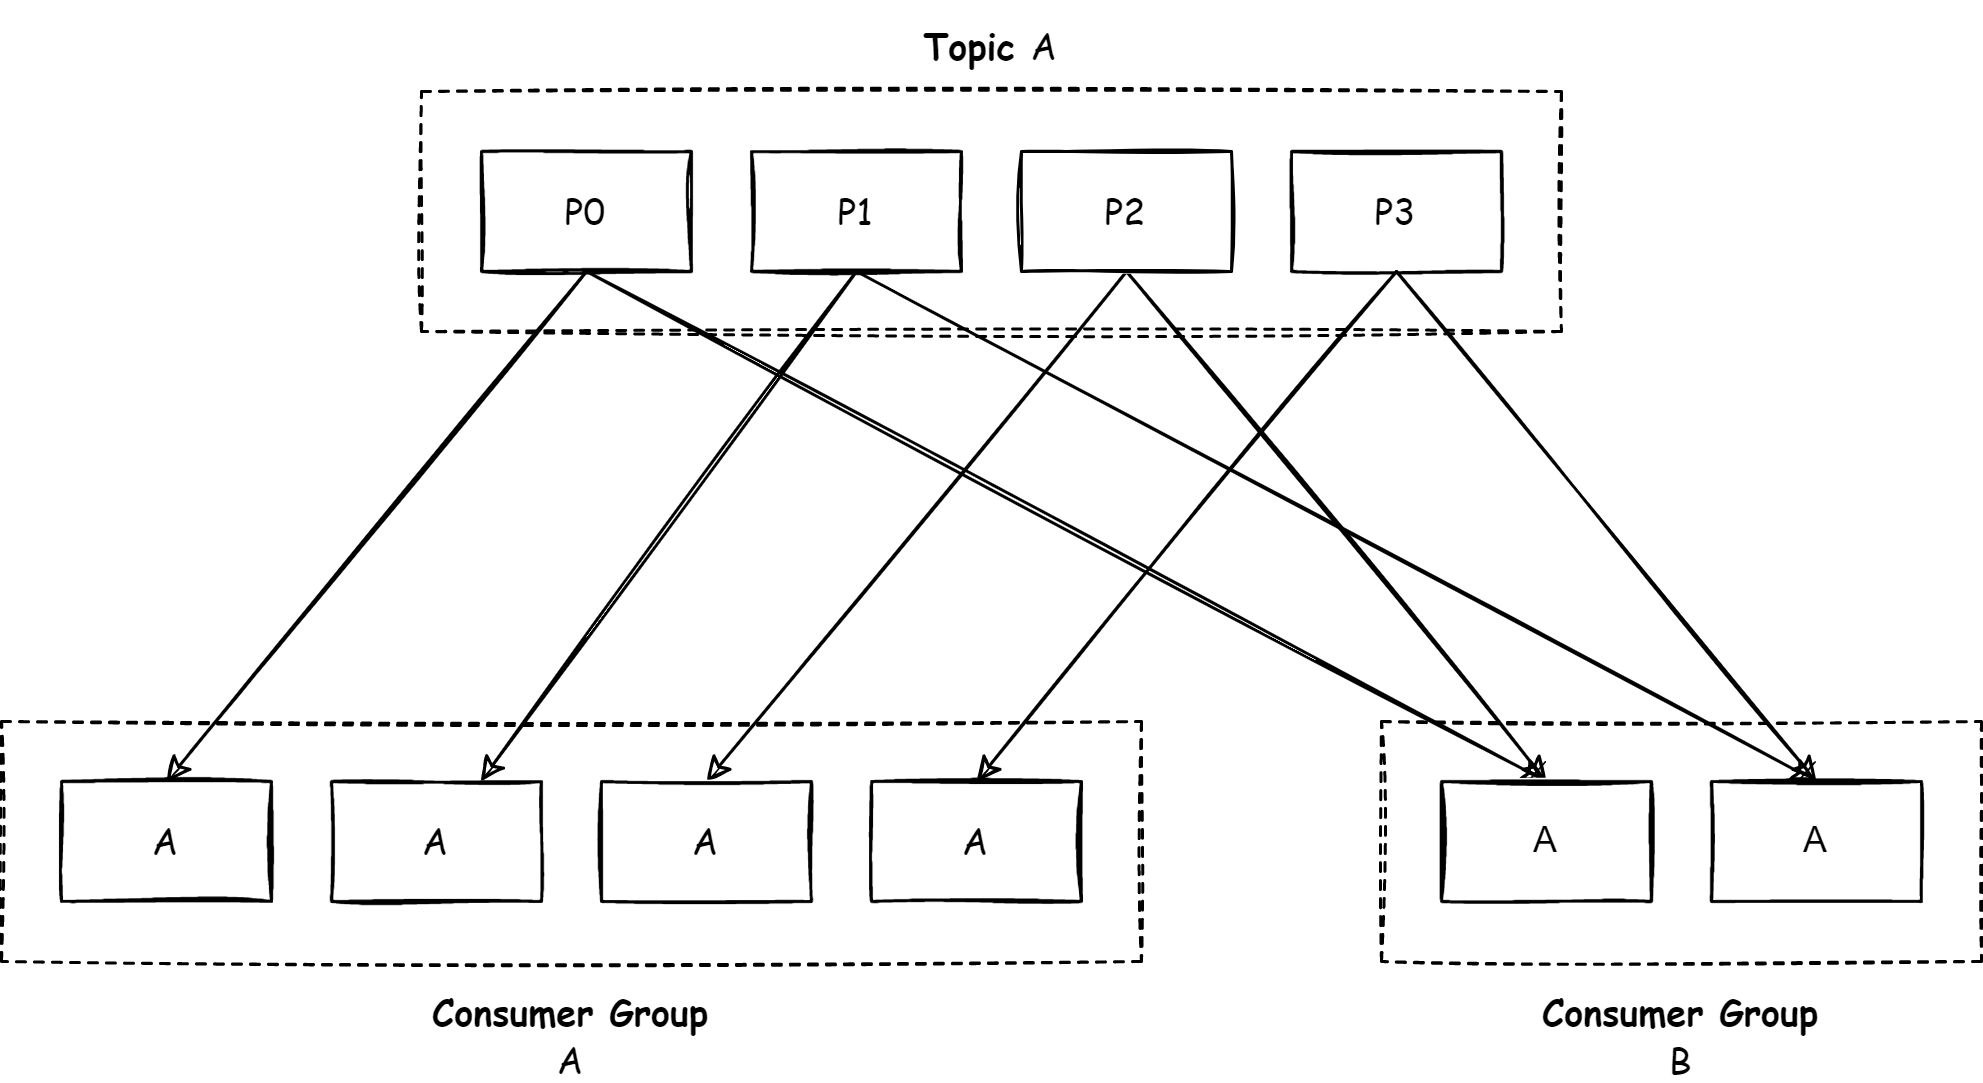 Topic A
P0 P1 P2 P3
A A A A A A
Consumer Group
A
Consumer Group
B